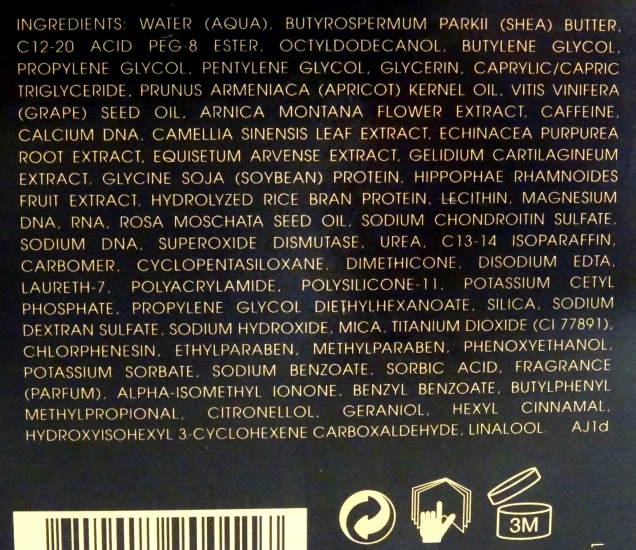 INGREDIENTS: WATER (AQUA), BUTYROSPERMUM PARKII (SHEA) BUTTER,
C12-20 ACID PEG-8 ESTER, OCTYLDODECANOL, BUTYLENE GLYCOL,
PROPYLENE GLYCOL, PENTYLENE GLYCOL, GLYCERIN, CAPRYLIC/CAPRIC
TRIGLYCERIDE, PRUNUS ARMENIACA (APRICOT) KERNEL OIL, VITIS VINIFERA
(GRAPE) SEED OIL, ARNICA MONTANA FLOWER EXTRACT, CAFFEINE,
CALCIUM DNA, CAMELLIA SINENSIS LEAF EXTRACT, ECHINACEA PURPUREA
ROOT EXTRACT, EQUISETUM ARVENSE EXTRACT, GELIDIUM CARTILAGINEUM
EXTRACT, GLYCINE SOJA (SOYBEAN) PROTEIN, HIPPOPHAE RHAMNOIDES
FRUIT EXTRACT, HYDROLYZED RICE BRAN PROTEIN, LECITHIN, MAGNESIUM
DNA, RNA, ROSA MOSCHATA SEED OIL, SODIUM CHONDROITIN SULFATE,
SODIUM DNA, SUPEROXIDE DISMUTASE, UREA, C13-14 ISOPARAFFIN,
CARBOMER, CYCLOPENTASILOXANE, DIMETHICONE, DISODIUM EDTA,
LAURETH-7, POLYACRYLAMIDE, POLYSILICONE-11, POTASSIUM CETYL
PHOSPHATE, PROPYLENE GLYCOL DIETHYLHEXANOATE, SILICA, SODIUM
DEXTRAN SULFATE, SODIUM HYDROXIDE, MICA, TITANIUM DIOXIDE (CI 77891),
CHLORPHENESIN, ETHYLPARABEN, METHYLPARABEN, PHENOXYETHANOL,
POTASSIUM SORBATE, SODIUM BENZOATE, SORBIC ACID, FRAGRANCE
(PARFUM), ALPHA-ISOMETHYL IONONE, BENZYL BENZOATE, BUTYLPHENYL
METHYLPROPIONAL, CITRONELLOL, GERANIOL, HEXYL CINNAMAL,
HYDROXYISOHEXYL 3-CYCLOHEXENE CARBOXALDEHYDE, LINALOOL. AJ1d
3M